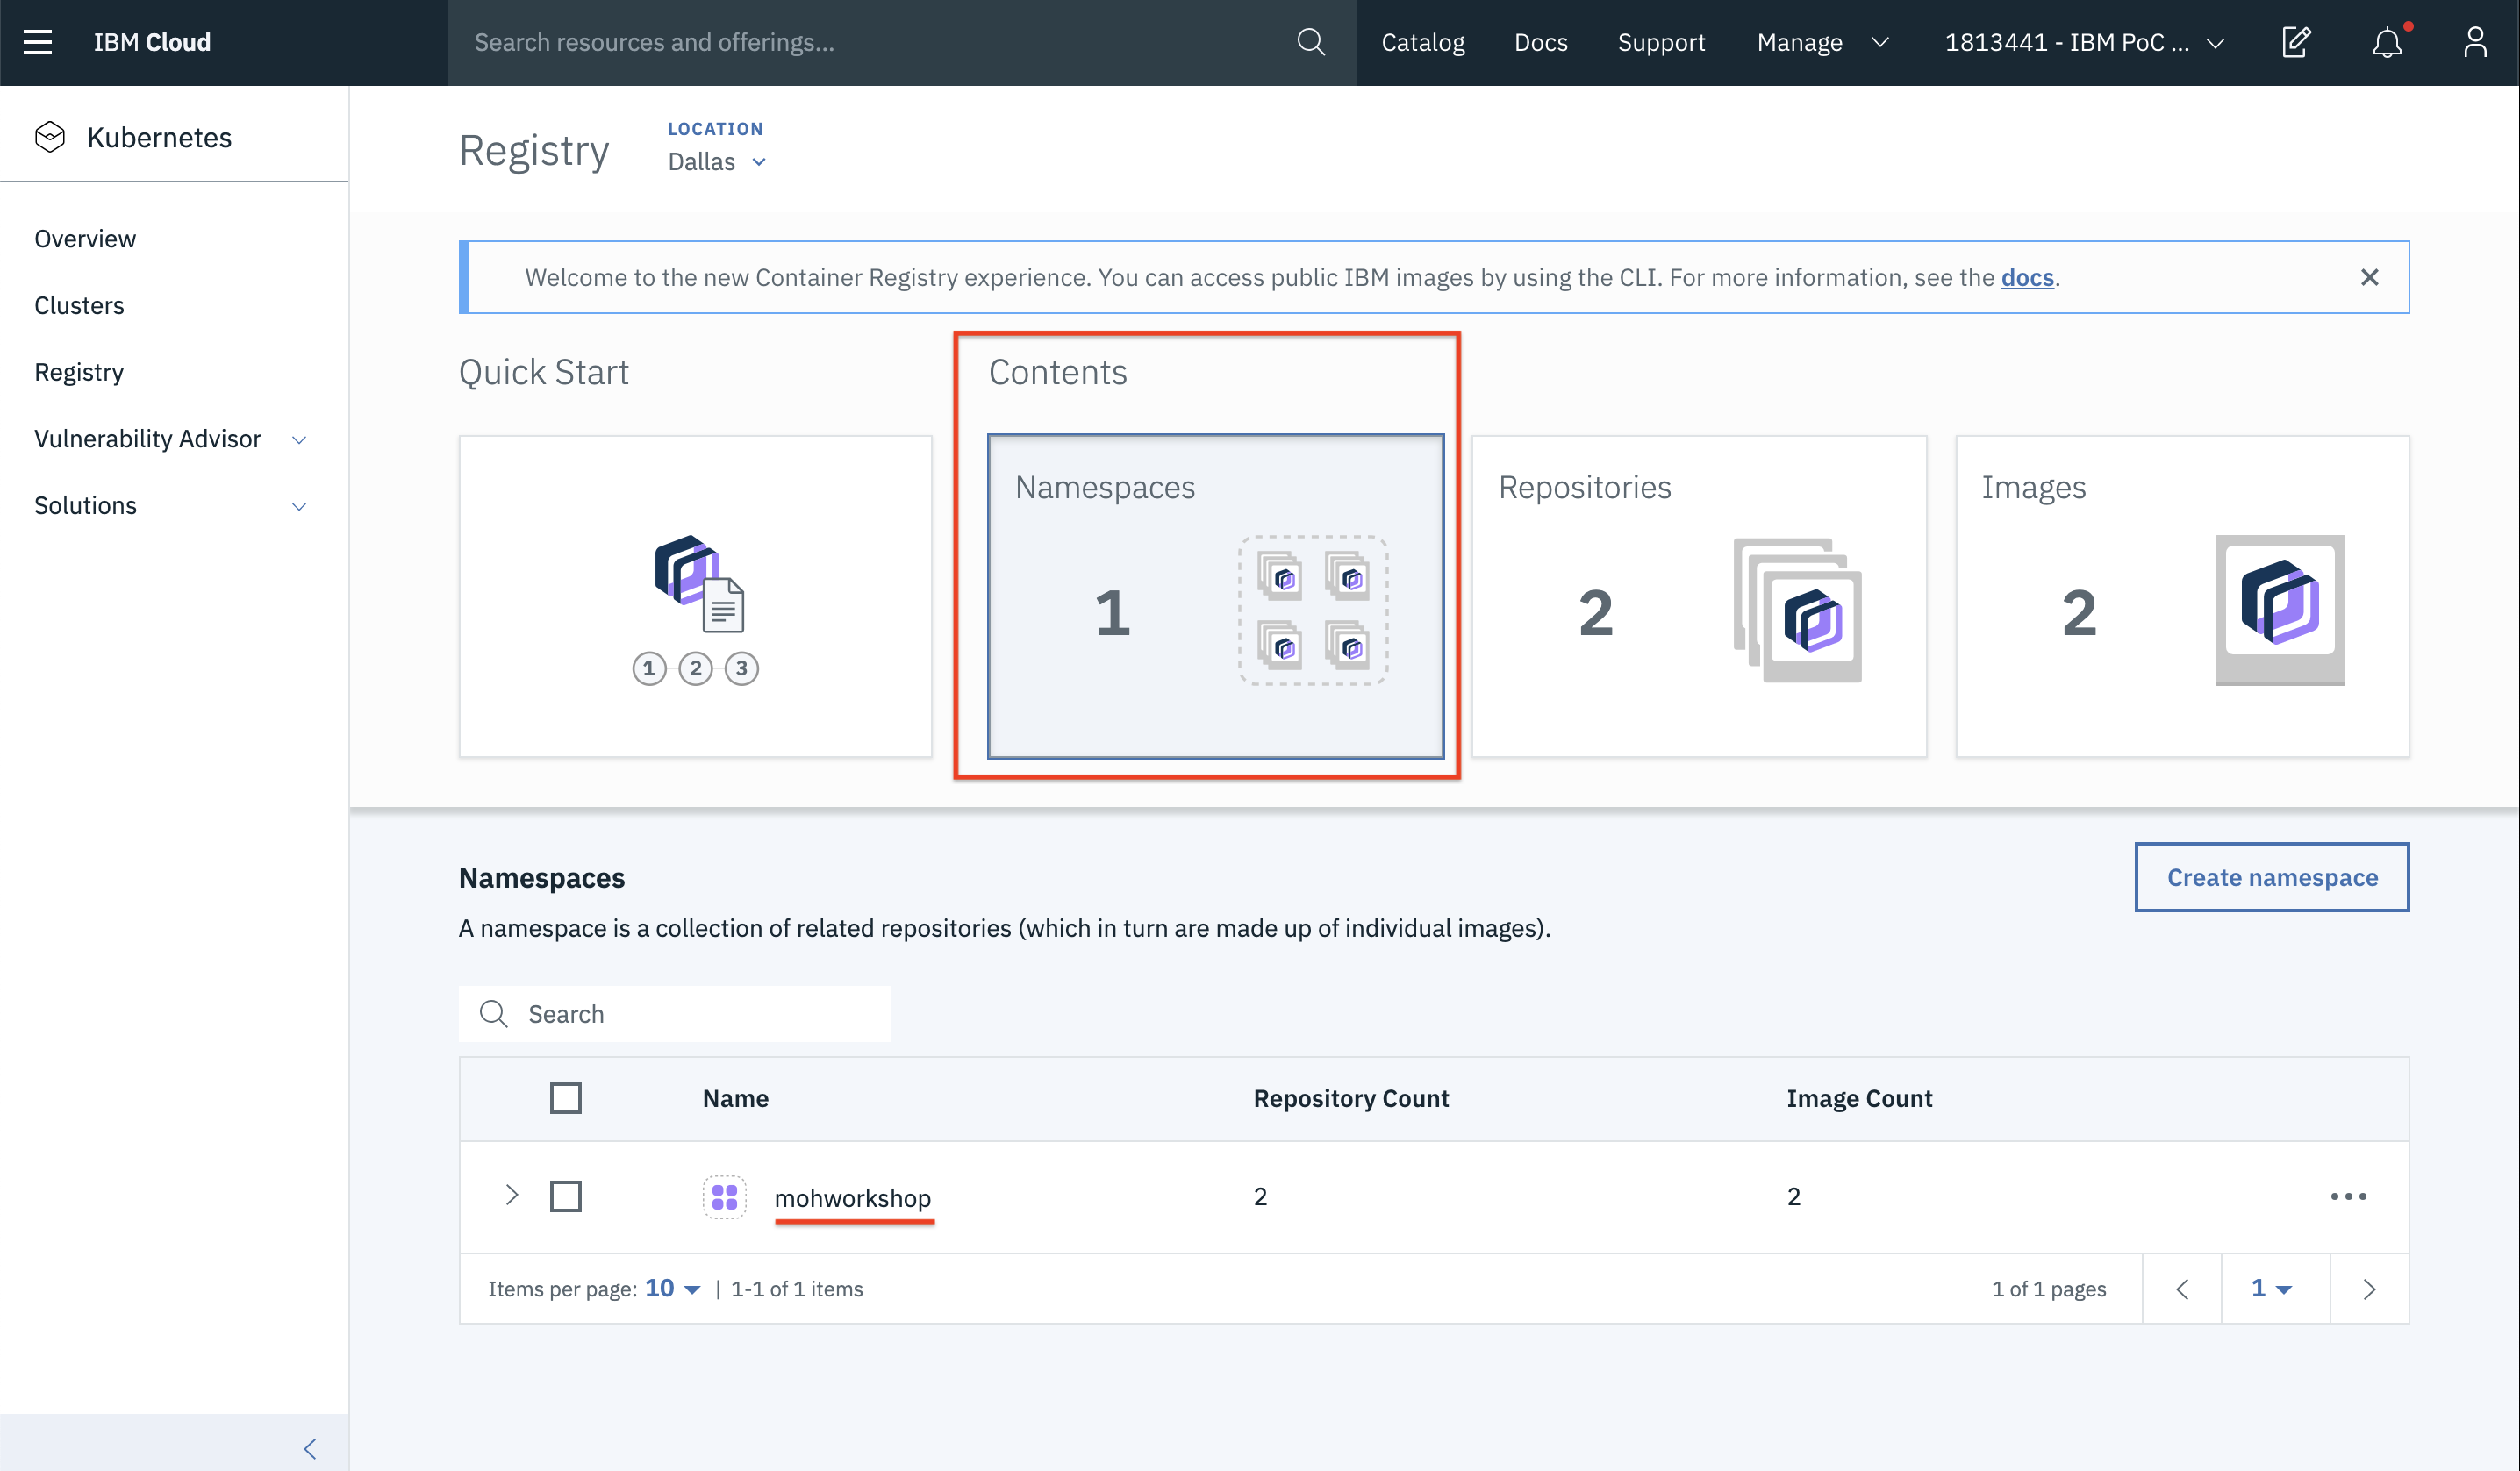 IBM Cloud
Search resources and offerings...
Catalog
Docs
Support
Manage
1813441 - IBM PoC ...
Kubernetes
Overview
Clusters
Registry
Vulnerability Advisor
Solutions
Registry
LOCATION
Dallas
Welcome to the new Container Registry experience. You can access public IBM images by using the CLI. For more information, see the docs.
Quick Start
1 2 3
Contents
Namespaces
1
Repositories
2
Images
2
Namespaces
Create namespace
A namespace is a collection of related repositories (which in turn are made up of individual images).
Search
Name Repository Count Image Count
mohworkshop 2 2
Items per page: 10 | 1-1 of 1 items
1 of 1 pages
1